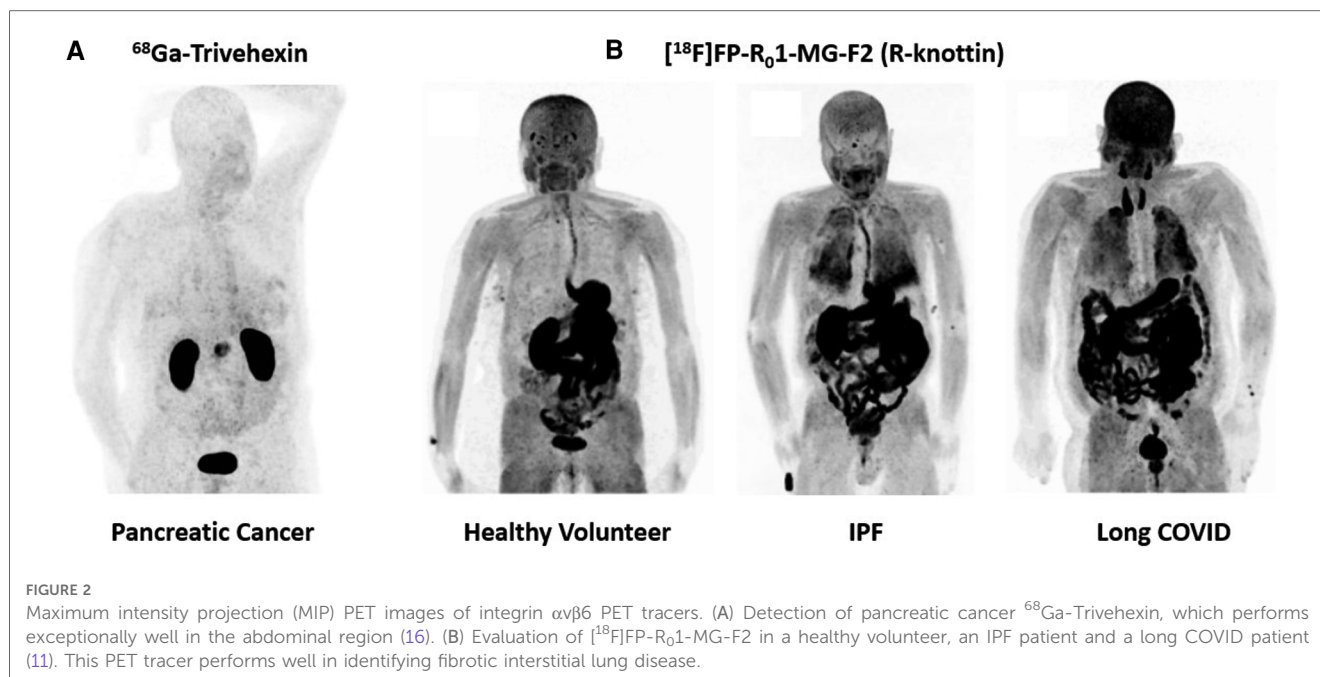 A ⁶⁸Ga-Trivehexin B [¹⁸F]FP-R₀1-MG-F2 (R-knottin)
Pancreatic Cancer Healthy Volunteer IPF Long COVID
FIGURE 2
Maximum intensity projection (MIP) PET images of integrin αvβ6 PET tracers. (A) Detection of pancreatic cancer ⁶⁸Ga-Trivehexin, which performs
exceptionally well in the abdominal region (16). (B) Evaluation of [¹⁸F]FP-R₀1-MG-F2 in a healthy volunteer, an IPF patient and a long COVID patient
(11). This PET tracer performs well in identifying fibrotic interstitial lung disease.